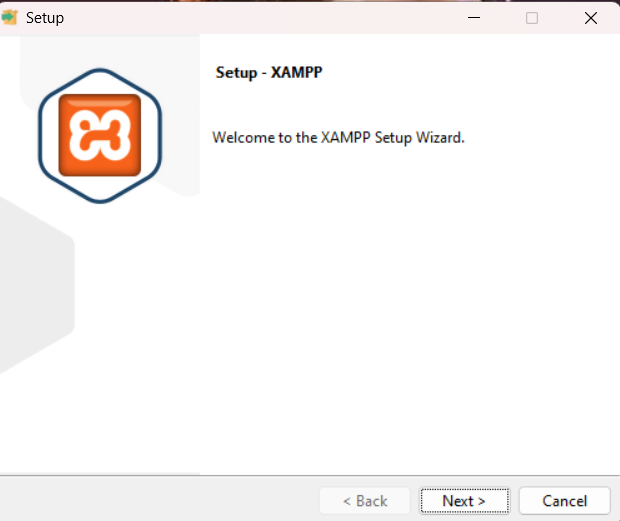 Setup
Setup - XAMPP
Welcome to the XAMPP Setup Wizard.
< Back
Next >
Cancel